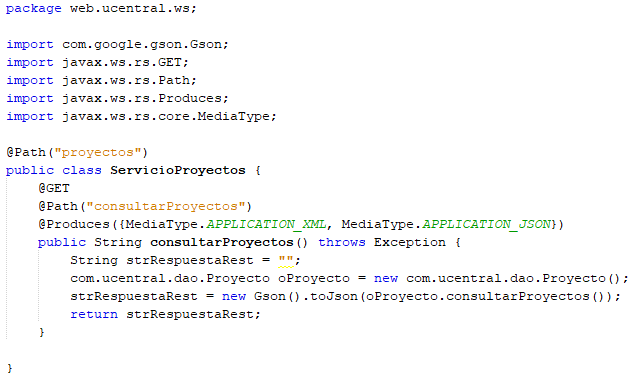 package web.ucentral.ws;
import com.google.gson.Gson;
import javax.ws.rs.GET;
import javax.ws.rs.Path;
import javax.ws.rs.Produces;
import javax.ws.rs.core.MediaType;
@Path("proyectos")
public class ServicioProyectos {
@GET
@Path("consultarProyectos")
@Produces({MediaType.APPLICATION_XML, MediaType.APPLICATION_JSON})
public String consultarProyectos() throws Exception {
String strRespuestaRest = "";
com.ucentral.dao.Proyecto oProyecto = new com.ucentral.dao.Proyecto();
strRespuestaRest = new Gson().toJson(oProyecto.consultarProyectos());
return strRespuestaRest;
}
}